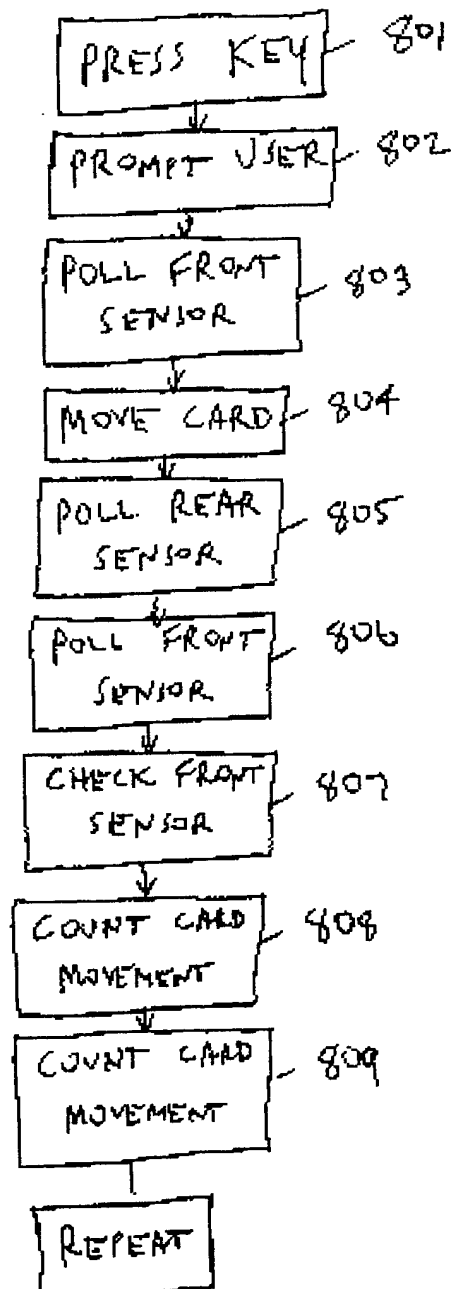 PRESS KEY 801
PROMPT USER 802
POLL FRONT
SENSOR 803
MOVE CARD 804
POLL REAR
SENSOR 805
POLL FRONT
SENSOR 806
CHECK FRONT
SENSOR 807
COUNT CARD
MOVEMENT 808
COUNT CARD
MOVEMENT 809
REPEAT